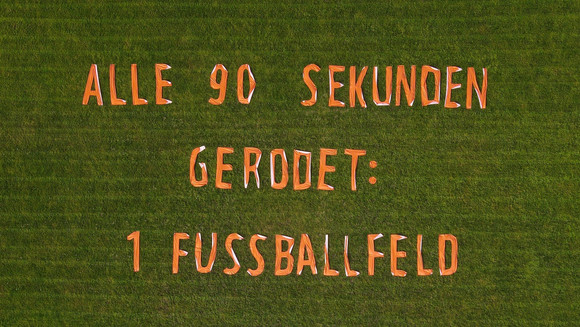 ALLE 90 SEKUNDEN
GERODET:
1 FUSSBALLFELD